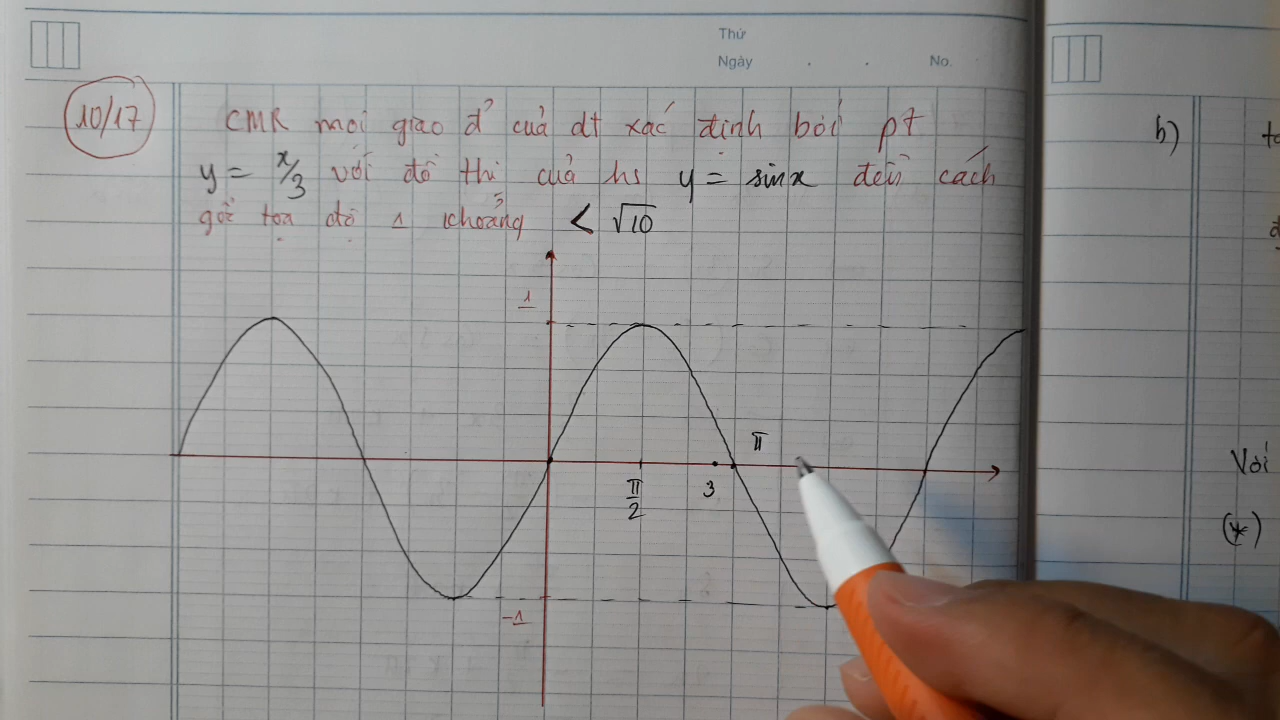 Thứ
Ngày . . No.
10/17
CMR mọi giao đ' của đt xác định bởi pt
y = x/3 với đồ thị của hs y = sinx đều cách
gốc tọa độ 1 khoảng < √10
1
π
π/2
3
-1
b)
Với
(*)